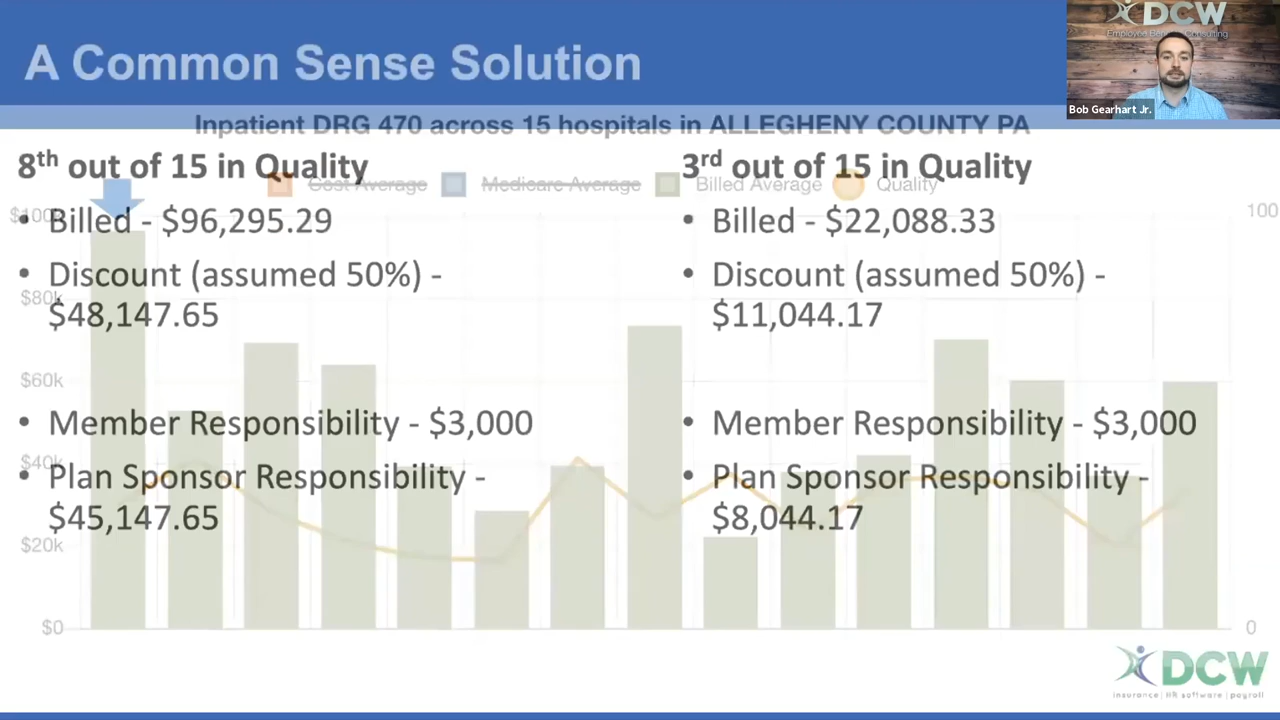 A Common Sense Solution
DCW
Employee Benefits Consulting
Bob Gearhart Jr.
Inpatient DRG 470 across 15 hospitals in ALLEGHENY COUNTY PA
Cost Average Medicare Average Billed Average Quality
8th out of 15 in Quality
• Billed - $96,295.29
• Discount (assumed 50%) -
$48,147.65
• Member Responsibility - $3,000
• Plan Sponsor Responsibility -
$45,147.65
3rd out of 15 in Quality
• Billed - $22,088.33
• Discount (assumed 50%) -
$11,044.17
• Member Responsibility - $3,000
• Plan Sponsor Responsibility -
$8,044.17
$100k
$80k
$60k
$40k
$20k
$0
100
0
DCW
insurance | HR software | payroll